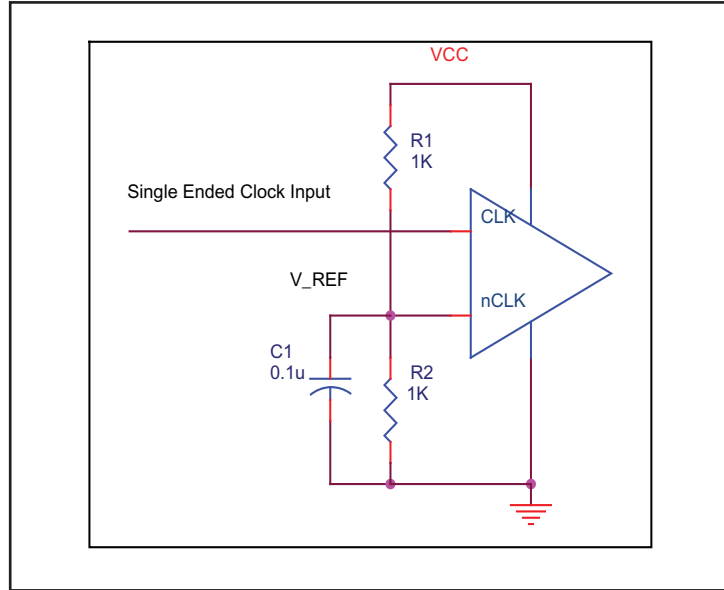 VCC
R1
1K
Single Ended Clock Input
CLK
V_REF
nCLK
C1
0.1u
R2
1K